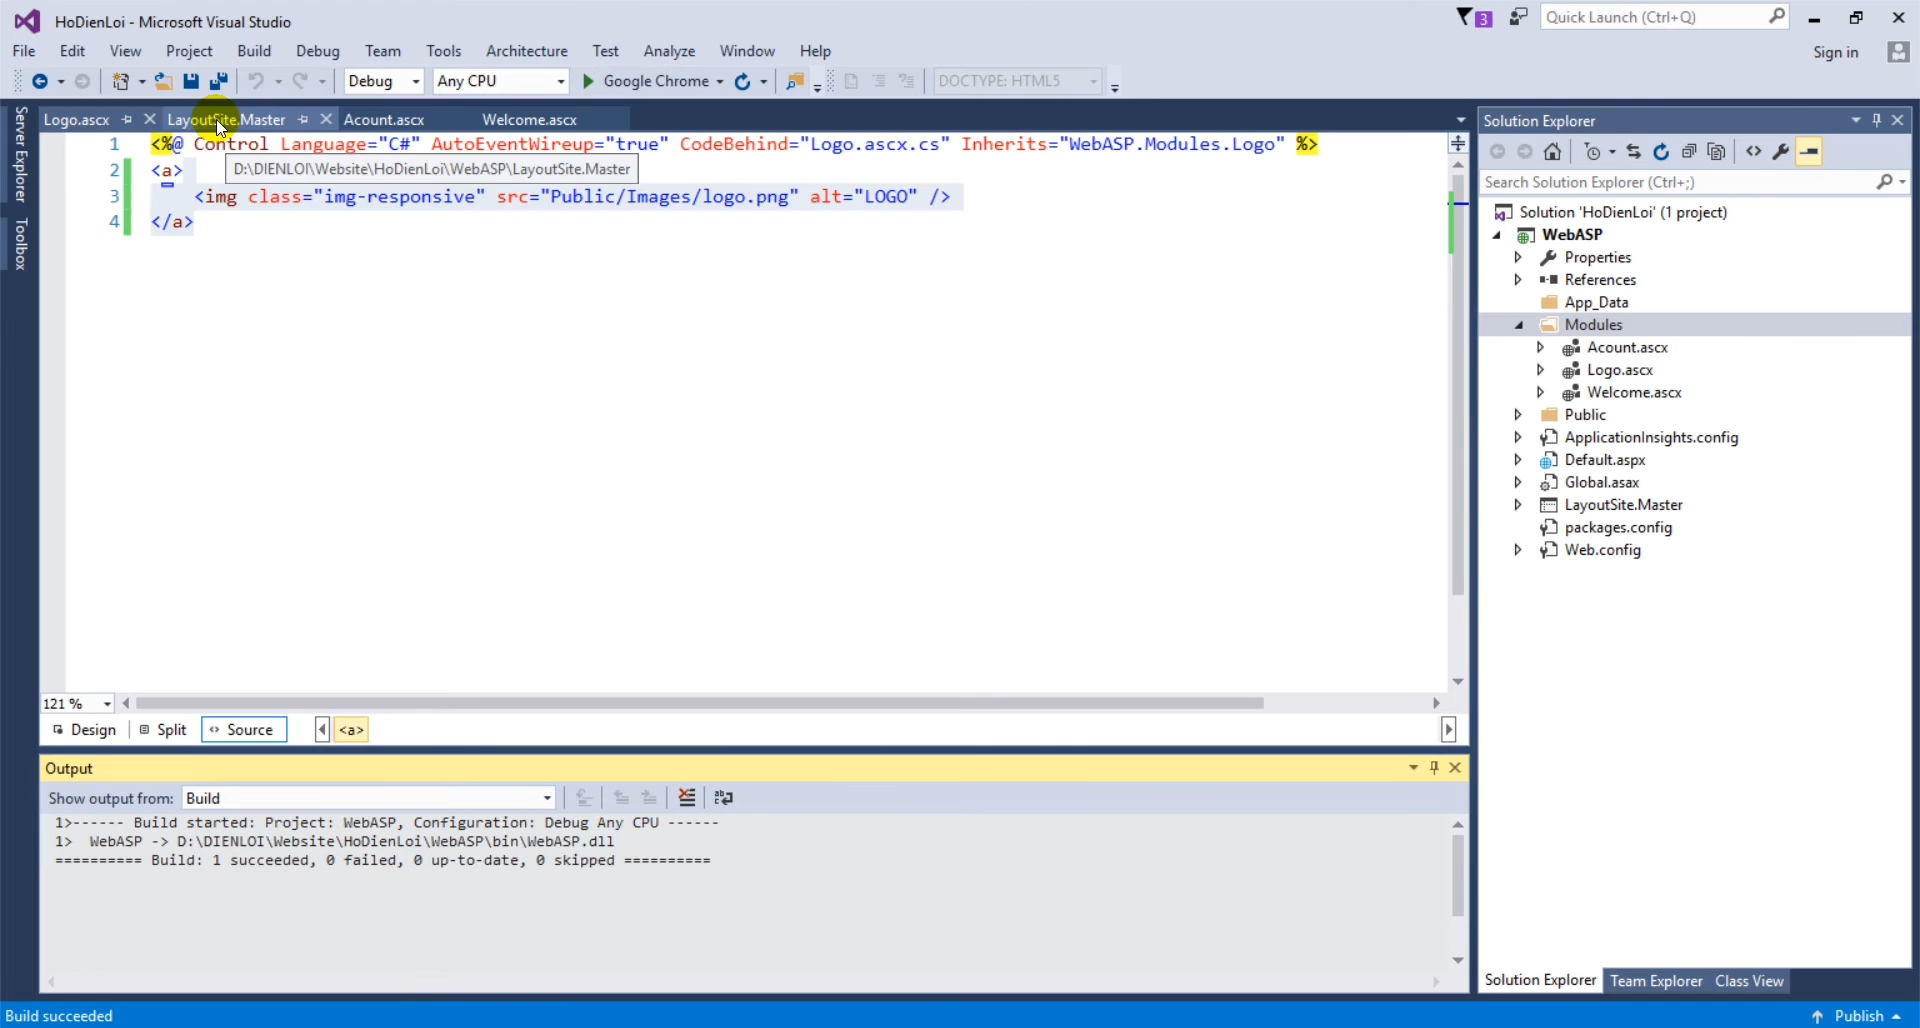 HoDienLoi - Microsoft Visual Studio
3
Quick Launch (Ctrl+Q)
File Edit View Project Build Debug Team Tools Architecture Test Analyze Window Help
Sign in
Debug Any CPU Google Chrome DOCTYPE: HTML5
Server Explorer
Toolbox
Logo.ascx LayoutSite.Master Acount.ascx Welcome.ascx
1 <%@ Control Language="C#" AutoEventWireup="true" CodeBehind="Logo.ascx.cs" Inherits="WebASP.Modules.Logo" %>
2 <a>
D:\DIENLOI\Website\HoDienLoi\WebASP\LayoutSite.Master
3 <img class="img-responsive" src="Public/Images/logo.png" alt="LOGO" />
4 </a>
121 %
Design Split Source <a>
Output
Show output from: Build
1>------ Build started: Project: WebASP, Configuration: Debug Any CPU ------
1> WebASP -> D:\DIENLOI\Website\HoDienLoi\WebASP\bin\WebASP.dll
========== Build: 1 succeeded, 0 failed, 0 up-to-date, 0 skipped ==========
Solution Explorer
Search Solution Explorer (Ctrl+;)
Solution 'HoDienLoi' (1 project)
WebASP
Properties
References
App_Data
Modules
Acount.ascx
Logo.ascx
Welcome.ascx
Public
ApplicationInsights.config
Default.aspx
Global.asax
LayoutSite.Master
packages.config
Web.config
Solution Explorer Team Explorer Class View
Build succeeded
Publish